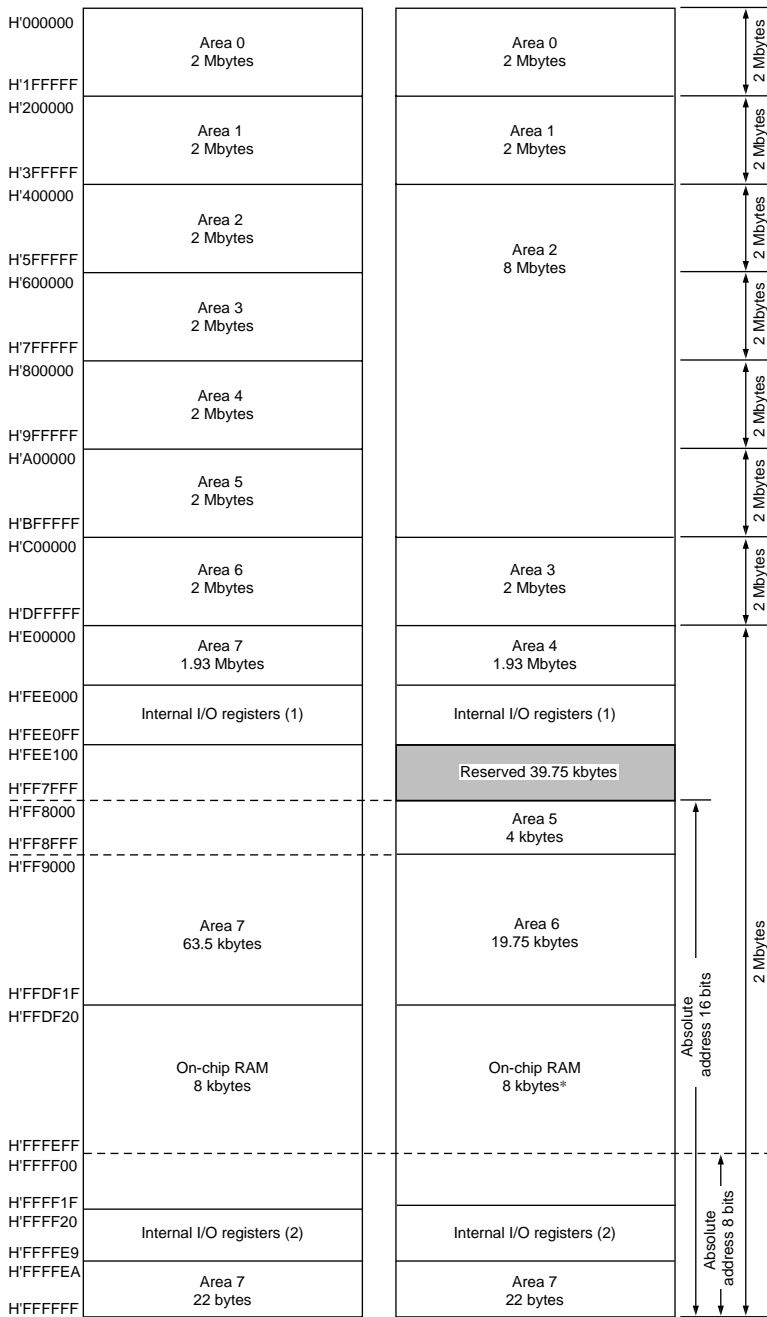 H'000000
H'1FFFFF
H'200000
H'3FFFFF
H'400000
H'5FFFFF
H'600000
H'7FFFFF
H'800000
H'9FFFFF
H'A00000
H'BFFFFF
H'C00000
H'DFFFFF
H'E00000
H'FEE000
H'FEE0FF
H'FEE100
H'FF7FFF
H'FF8000
H'FF8FFF
H'FF9000
H'FFDF1F
H'FFDF20
H'FFFEFF
H'FFFF00
H'FFFF1F
H'FFFF20
H'FFFFE9
H'FFFFEA
H'FFFFFF
Area 0
2 Mbytes
Area 1
2 Mbytes
Area 2
2 Mbytes
Area 3
2 Mbytes
Area 4
2 Mbytes
Area 5
2 Mbytes
Area 6
2 Mbytes
Area 7
1.93 Mbytes
Internal I/O registers (1)
Area 7
63.5 kbytes
On-chip RAM
8 kbytes
Internal I/O registers (2)
Area 7
22 bytes
Area 0
2 Mbytes
Area 1
2 Mbytes
Area 2
8 Mbytes
Area 3
2 Mbytes
Area 4
1.93 Mbytes
Internal I/O registers (1)
Reserved 39.75 kbytes
Area 5
4 kbytes
Area 6
19.75 kbytes
On-chip RAM
8 kbytes*
Internal I/O registers (2)
Area 7
22 bytes
2 Mbytes
2 Mbytes
2 Mbytes
2 Mbytes
2 Mbytes
2 Mbytes
2 Mbytes
2 Mbytes
Absolute
address 16 bits
Absolute
address 8 bits